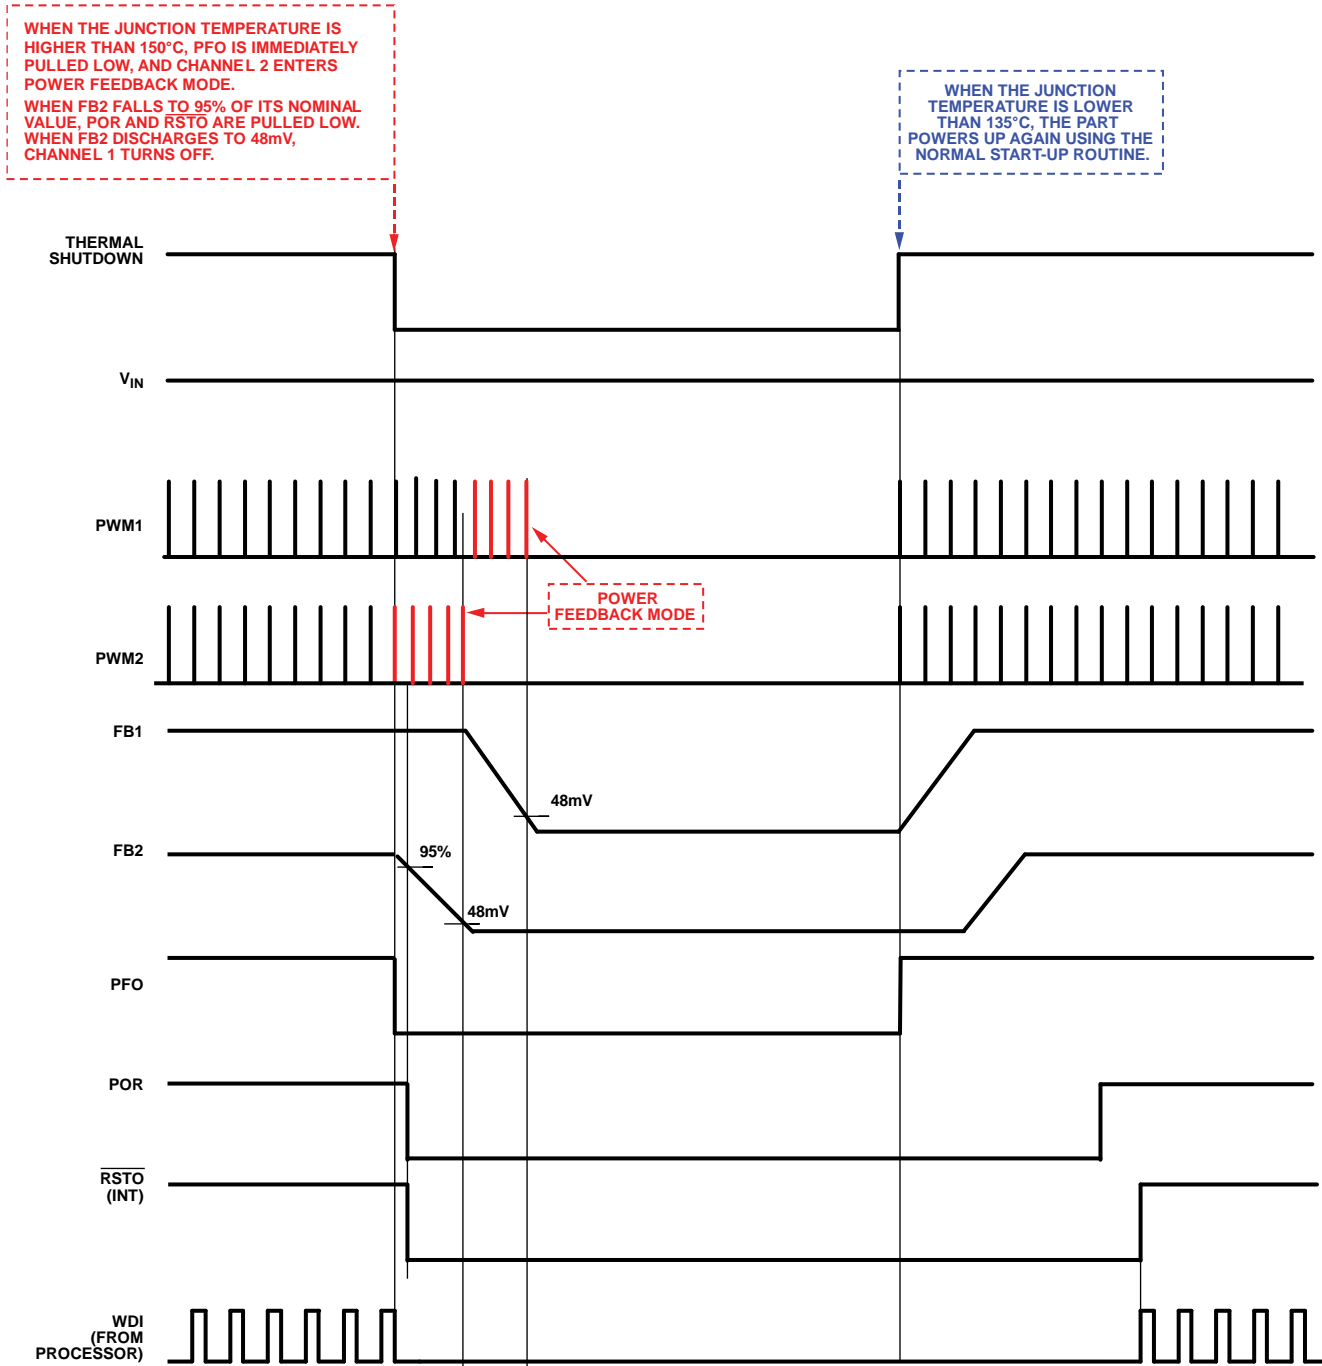 WHEN THE JUNCTION TEMPERATURE IS
HIGHER THAN 150°C, PFO IS IMMEDIATELY
PULLED LOW, AND CHANNEL 2 ENTERS
POWER FEEDBACK MODE.
WHEN FB2 FALLS TO 95% OF ITS NOMINAL
VALUE, POR AND RSTO ARE PULLED LOW.
WHEN FB2 DISCHARGES TO 48mV,
CHANNEL 1 TURNS OFF.
WHEN THE JUNCTION
TEMPERATURE IS LOWER
THAN 135°C, THE PART
POWERS UP AGAIN USING THE
NORMAL START-UP ROUTINE.
THERMAL
SHUTDOWN
VIN
PWM1
POWER
FEEDBACK MODE
PWM2
FB1
48mV
FB2
95%
48mV
PFO
POR
RSTO
(INT)
WDI
(FROM
PROCESSOR)